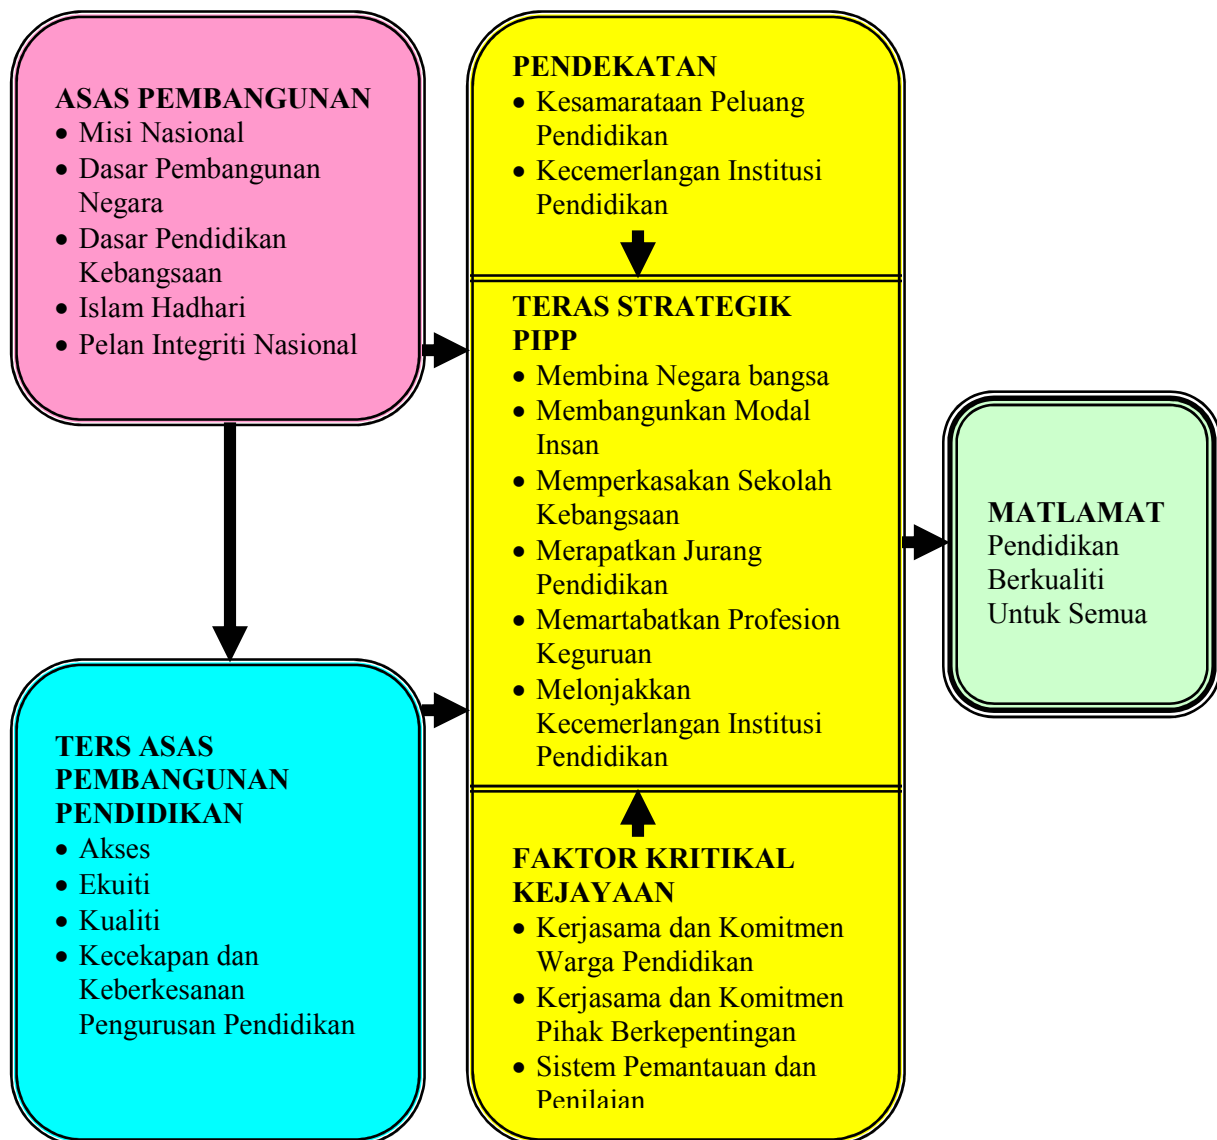 ASAS PEMBANGUNAN
• Misi Nasional
• Dasar Pembangunan
Negara
• Dasar Pendidikan
Kebangsaan
• Islam Hadhari
• Pelan Integriti Nasional
TERS ASAS
PEMBANGUNAN
PENDIDIKAN
• Akses
• Ekuiti
• Kualiti
• Kecekapan dan
Keberkesanan
Pengurusan Pendidikan
PENDEKATAN
• Kesamarataan Peluang
Pendidikan
• Kecemerlangan Institusi
Pendidikan
TERAS STRATEGIK
PIPP
• Membina Negara bangsa
• Membangunkan Modal
Insan
• Memperkasakan Sekolah
Kebangsaan
• Merapatkan Jurang
Pendidikan
• Memartabatkan Profesion
Keguruan
• Melonjakkan
Kecemerlangan Institusi
Pendidikan
FAKTOR KRITIKAL
KEJAYAAN
• Kerjasama dan Komitmen
Warga Pendidikan
• Kerjasama dan Komitmen
Pihak Berkepentingan
• Sistem Pemantauan dan
Penilaian
MATLAMAT
Pendidikan
Berkualiti
Untuk Semua